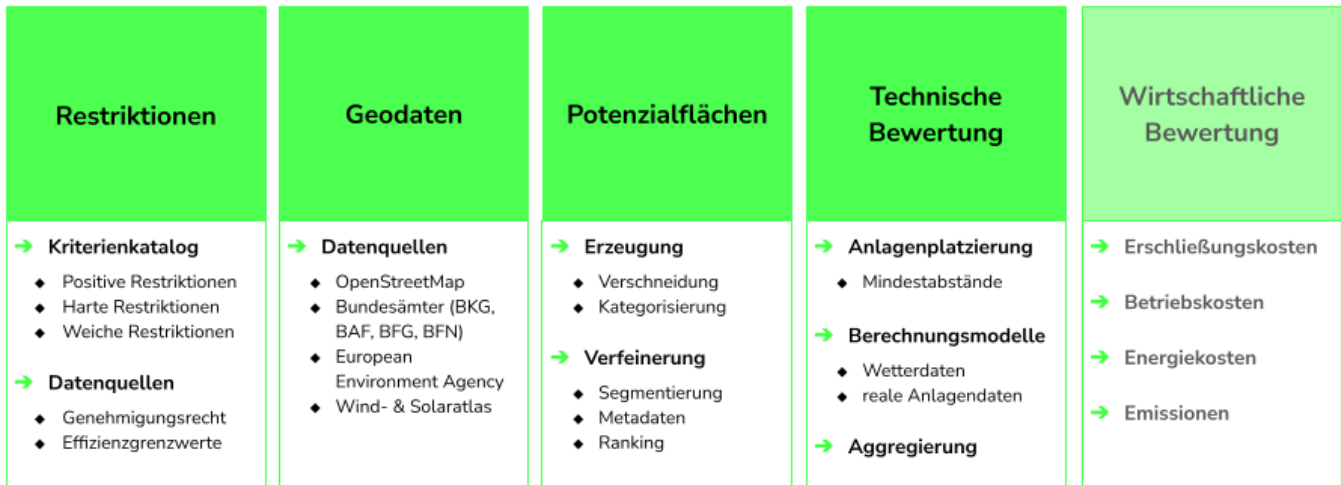 Restriktionen
Kriterienkatalog
Positive Restriktionen
Harte Restriktionen
Weiche Restriktionen
Datenquellen
Genehmigungsrecht
Effizienzgrenzwerte
Geodaten
Datenquellen
OpenStreetMap
Bundesämter (BKG,
BAF, BFG, BFN)
European
Environment Agency
Wind- & Solaratlas
Potenzialflächen
Erzeugung
Verschneidung
Kategorisierung
Verfeinerung
Segmentierung
Metadaten
Ranking
Technische
Bewertung
Anlagenplatzierung
Mindestabstände
Berechnungsmodelle
Wetterdaten
reale Anlagendaten
Aggregierung
Wirtschaftliche
Bewertung
Erschließungskosten
Betriebskosten
Energiekosten
Emissionen